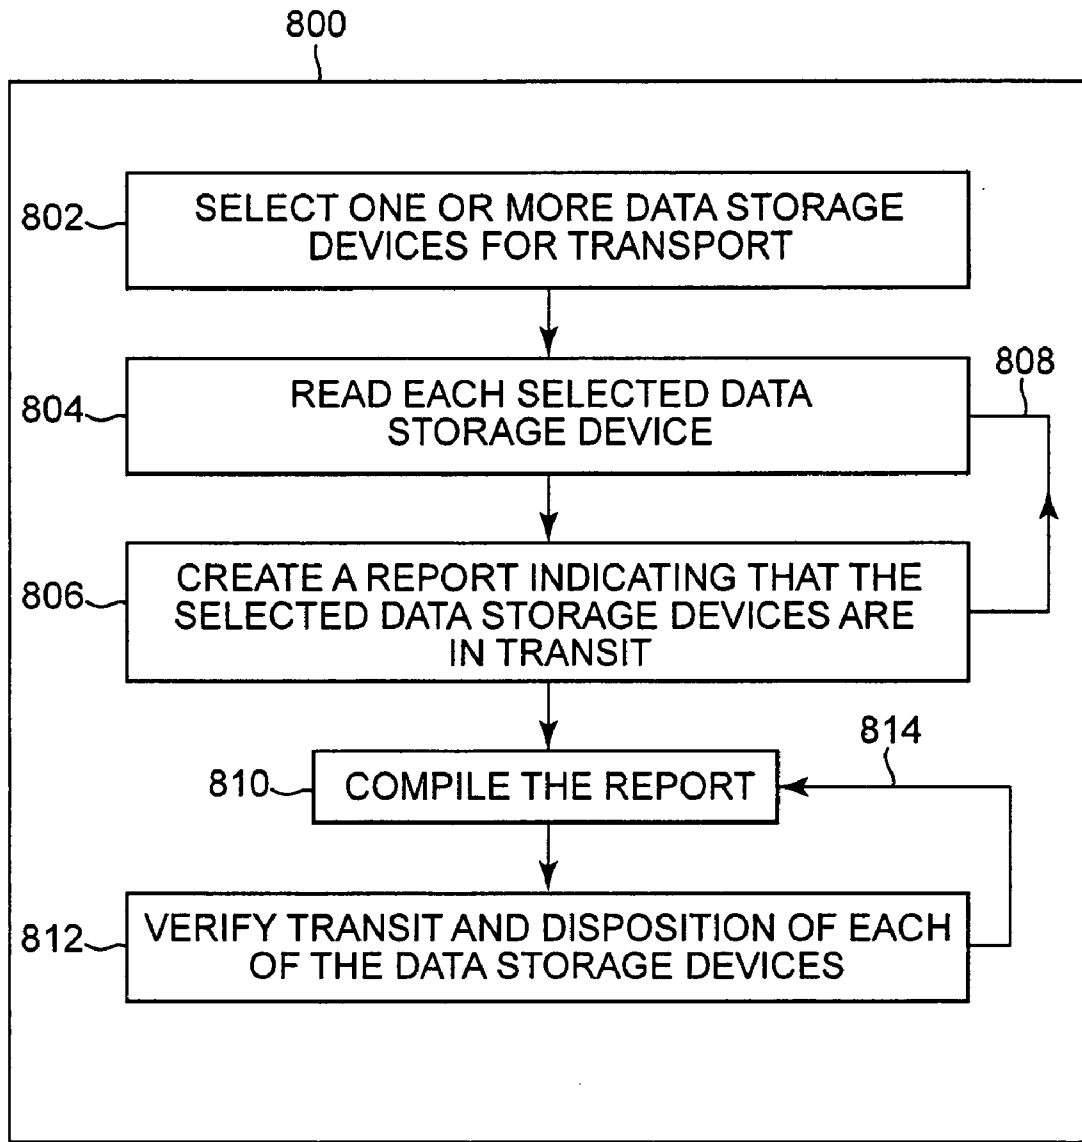 800
802
SELECT ONE OR MORE DATA STORAGE
DEVICES FOR TRANSPORT
808
804
READ EACH SELECTED DATA
STORAGE DEVICE
806
CREATE A REPORT INDICATING THAT THE
SELECTED DATA STORAGE DEVICES ARE
IN TRANSIT
814
810
COMPILE THE REPORT
812
VERIFY TRANSIT AND DISPOSITION OF EACH
OF THE DATA STORAGE DEVICES